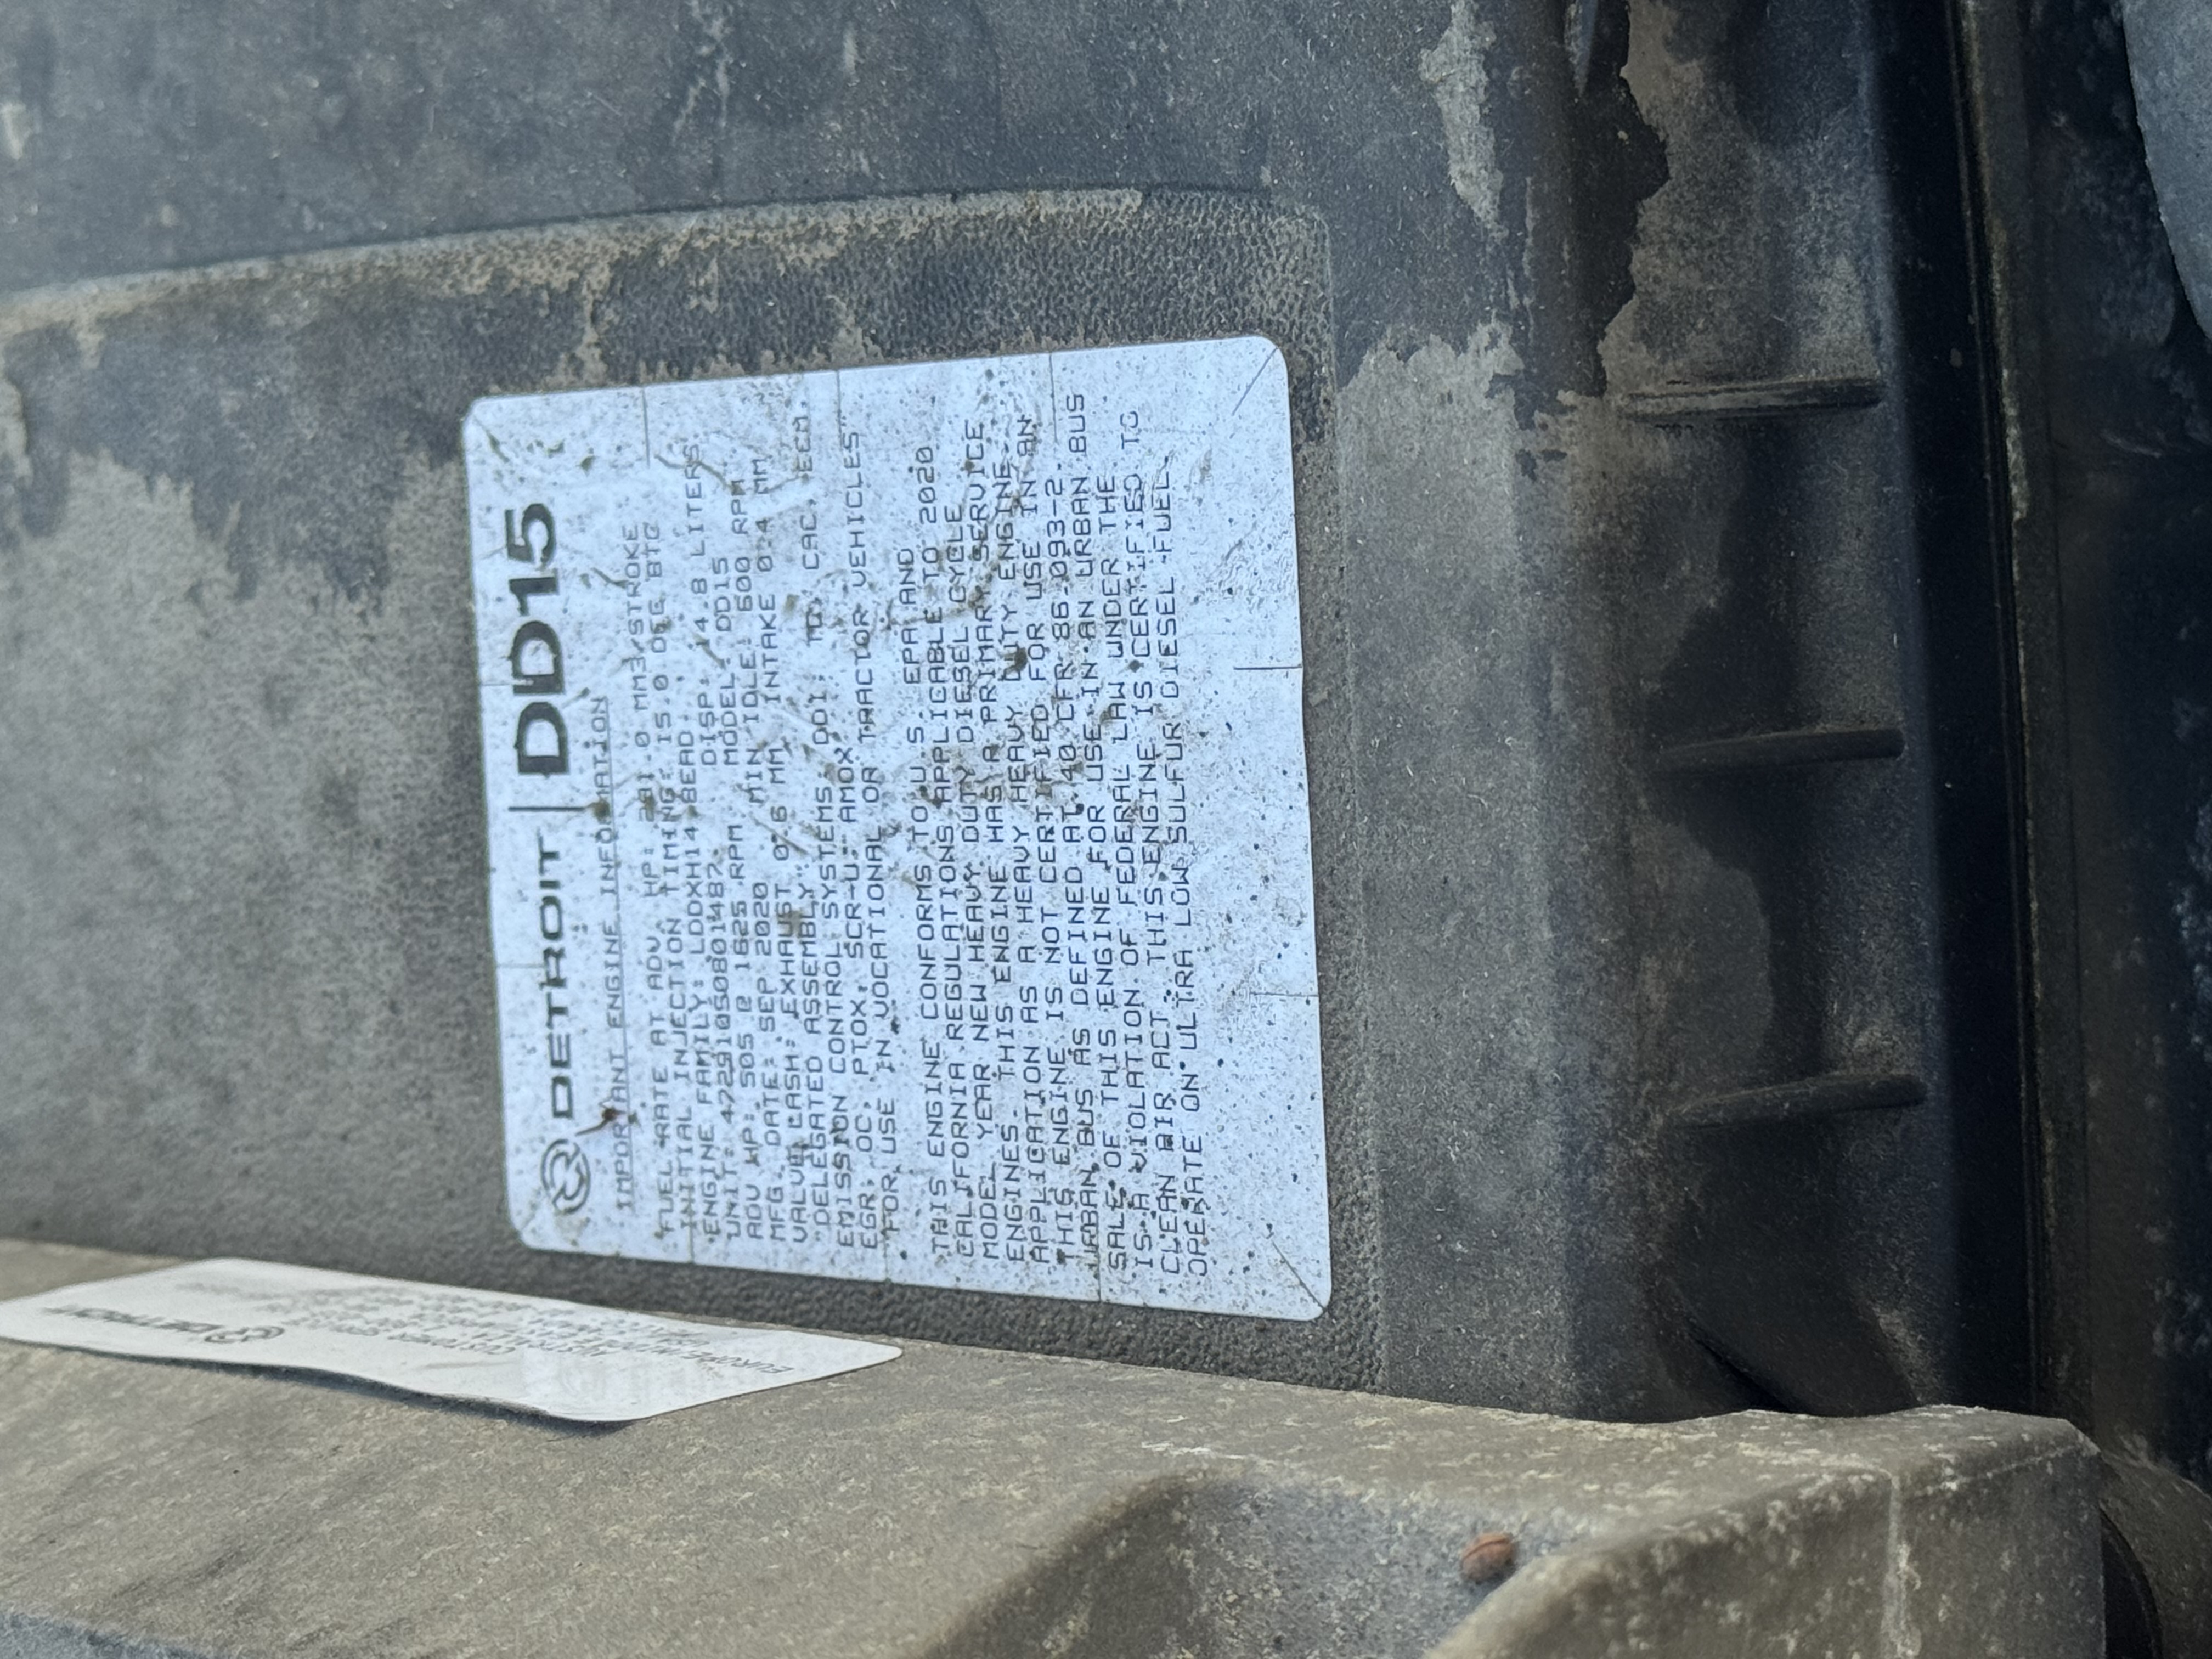 DETROIT | DD15
IMPORTANT ENGINE INFORMATION
FUEL RATE AT ADV. HP: 281.0 MM3/STROKE
INITIAL INJECTION TIMING: 15.0 DEG BTC
ENGINE FAMILY: LDDXH14.8EAD. DISP: 14.8 LITERS
UNIT: 472910S0801487. MODEL: DD15
ADV HP: 505 @ 1625 RPM MIN IDLE: 600 RPM
MFG. DATE: SEP 2020
VALVE LASH: EXHAUST 0.6 MM INTAKE 0.4 MM
"DELEGATED ASSEMBLY"
EMISSION CONTROL SYSTEMS: DDI, TC, CAC, ECM,
EGR, OC, PTOX, SCR-U, AMOX
"FOR USE IN VOCATIONAL OR TRACTOR VEHICLES"
THIS ENGINE CONFORMS TO U.S. EPA AND
CALIFORNIA REGULATIONS APPLICABLE TO 2020
MODEL YEAR NEW HEAVY DUTY DIESEL CYCLE
ENGINES. THIS ENGINE HAS A PRIMARY SERVICE
APPLICATION AS A HEAVY HEAVY DUTY ENGINE.
THIS ENGINE IS NOT CERTIFIED FOR USE IN AN
URBAN BUS AS DEFINED AT 40 CFR 86.093-2.
SALE OF THIS ENGINE FOR USE IN AN URBAN BUS
IS A VIOLATION OF FEDERAL LAW UNDER THE
CLEAN AIR ACT. THIS ENGINE IS CERTIFIED TO
OPERATE ON ULTRA LOW SULFUR DIESEL FUEL.
DETROIT
CUSTOMER